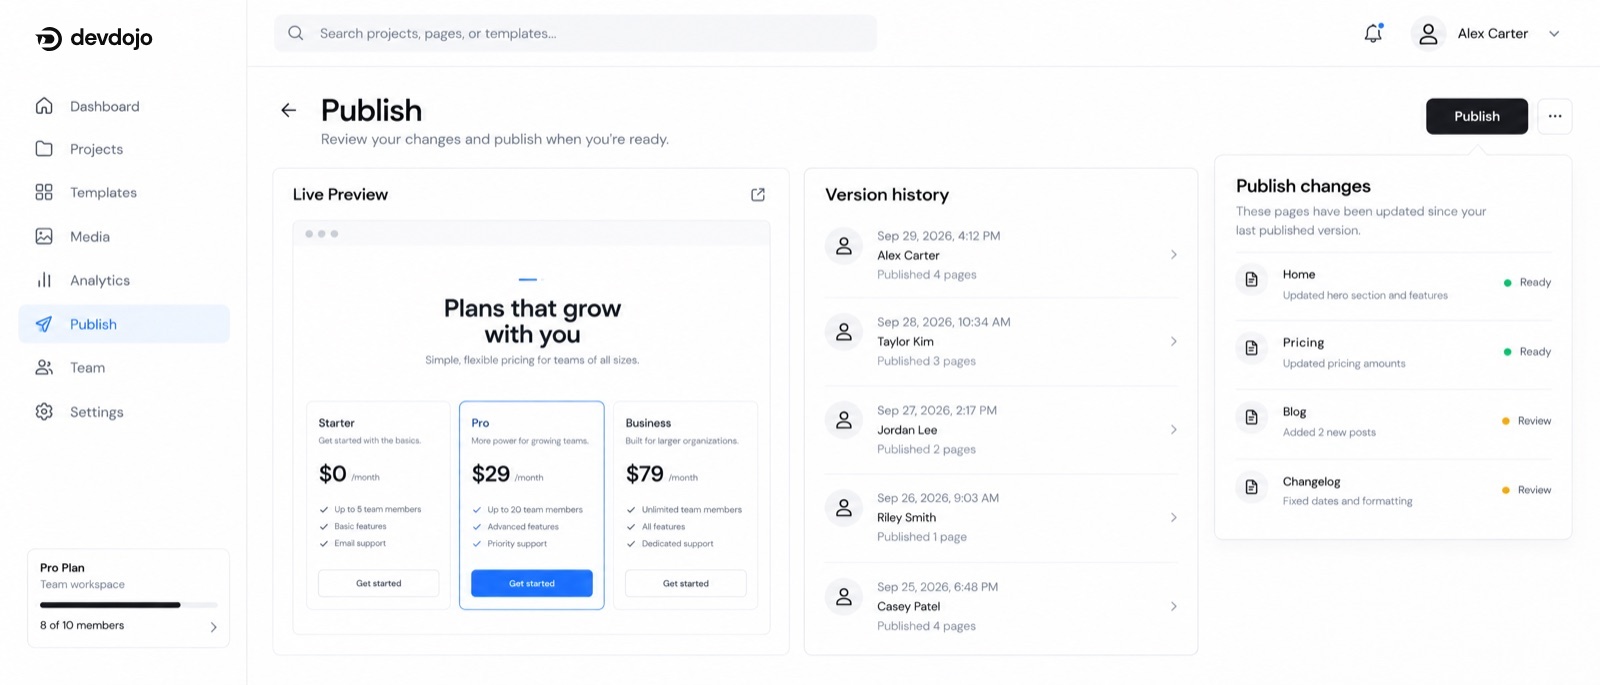 devdojo
Search projects, pages, or templates...
Alex Carter
Dashboard
Projects
Templates
Media
Analytics
Publish
Team
Settings
Pro Plan
Team workspace
8 of 10 members
Publish
Review your changes and publish when you're ready.
Publish
Live Preview
Plans that grow
with you
Simple, flexible pricing for teams of all sizes.
Starter
Get started with the basics.
$0 /month
Up to 5 team members
Basic features
Email support
Get started
Pro
More power for growing teams.
$29 /month
Up to 20 team members
Advanced features
Priority support
Get started
Business
Built for larger organizations.
$79 /month
Unlimited team members
All features
Dedicated support
Get started
Version history
Sep 29, 2026, 4:12 PM
Alex Carter
Published 4 pages
Sep 28, 2026, 10:34 AM
Taylor Kim
Published 3 pages
Sep 27, 2026, 2:17 PM
Jordan Lee
Published 2 pages
Sep 26, 2026, 9:03 AM
Riley Smith
Published 1 page
Sep 25, 2026, 6:48 PM
Casey Patel
Published 4 pages
Publish changes
These pages have been updated since your
last published version.
Home
Updated hero section and features
Ready
Pricing
Updated pricing amounts
Ready
Blog
Added 2 new posts
Review
Changelog
Fixed dates and formatting
Review